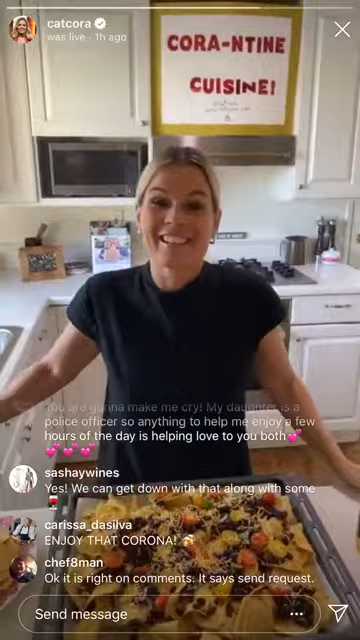 catcora
was live · 1h ago
CORA-NTINE
CUISINE!
You are gunna make me cry! My daughter is a
police officer so anything to help me enjoy a few
hours of the day is helping love to you both💕
💕💕💕
sashaywines
Yes! We can get down with that along with some
🍷
carissa_dasilva
ENJOY THAT CORONA! 🍻
chef8man
Ok it is right on comments. It says send request.
Send message